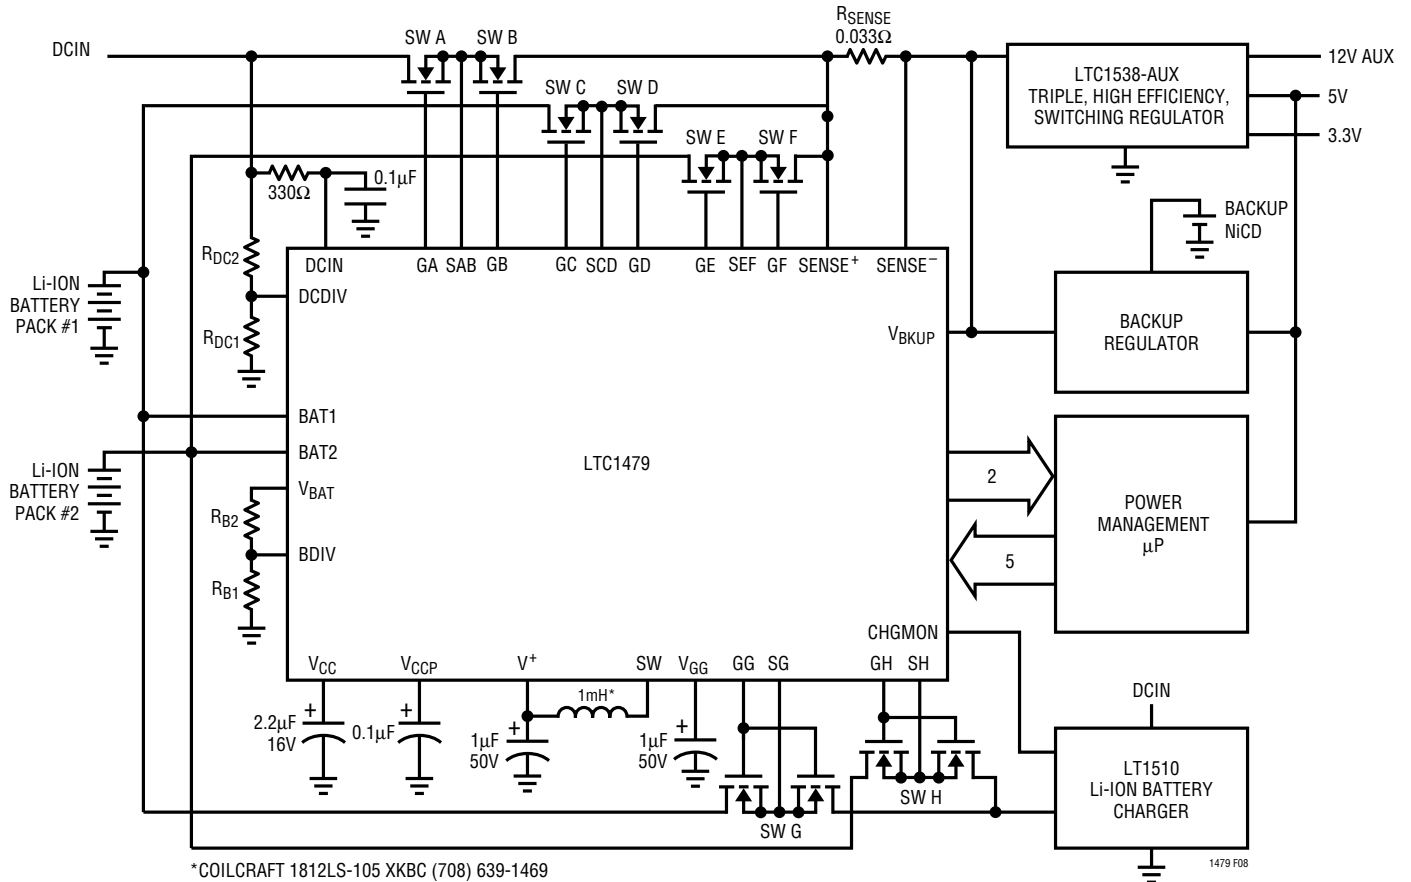 RSENSE
0.033Ω
DCIN
SW A
SW B
12V AUX
LTC1538-AUX
TRIPLE, HIGH EFFICIENCY,
SWITCHING REGULATOR
5V
3.3V
SW C
SW D
SW E
SW F
330Ω
0.1µF
BACKUP
NiCD
RDC2
DCIN
GA
SAB
GB
GC
SCD
GD
GE
SEF
GF
SENSE+
SENSE−
Li-ION
BATTERY
PACK #1
DCDIV
RDC1
VBKUP
BACKUP
REGULATOR
BAT1
BAT2
LTC1479
Li-ION
BATTERY
PACK #2
VBAT
RB2
BDIV
RB1
2
5
POWER
MANAGEMENT
µP
CHGMON
VCC
VCCP
V+
SW
VGG
GG
SG
GH
SH
1mH*
DCIN
+
2.2µF
16V
+
0.1µF
+
1µF
50V
+
1µF
50V
LT1510
Li-ION BATTERY
CHARGER
SW H
SW G
1479 F08
*COILCRAFT 1812LS-105 XKBC (708) 639-1469